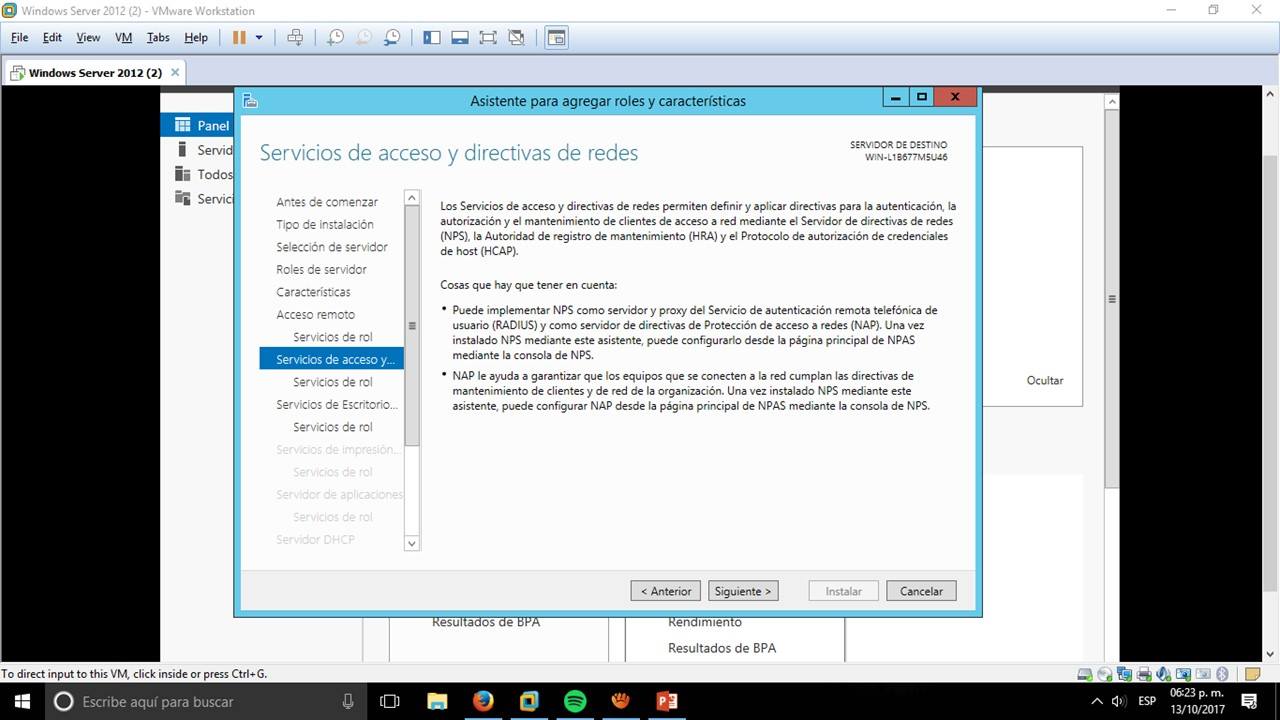 Windows Server 2012 (2) - VMware Workstation
File Edit View VM Tabs Help
Windows Server 2012 (2)
Asistente para agregar roles y características
Panel
Servid
Todos
Servici
Servicios de acceso y directivas de redes
SERVIDOR DE DESTINO
WIN-L1B677M5U46
Antes de comenzar
Tipo de instalación
Selección de servidor
Roles de servidor
Características
Acceso remoto
Servicios de rol
Servicios de acceso y...
Servicios de rol
Servicios de Escritorio...
Servicios de rol
Servicios de impresión...
Servicios de rol
Servidor de aplicaciones
Servicios de rol
Servidor DHCP
Los Servicios de acceso y directivas de redes permiten definir y aplicar directivas para la autenticación, la
autorización y el mantenimiento de clientes de acceso a red mediante el Servidor de directivas de redes
(NPS), la Autoridad de registro de mantenimiento (HRA) y el Protocolo de autorización de credenciales
de host (HCAP).
Cosas que hay que tener en cuenta:
• Puede implementar NPS como servidor y proxy del Servicio de autenticación remota telefónica de
usuario (RADIUS) y como servidor de directivas de Protección de acceso a redes (NAP). Una vez
instalado NPS mediante este asistente, puede configurarlo desde la página principal de NPAS
mediante la consola de NPS.
• NAP le ayuda a garantizar que los equipos que se conecten a la red cumplan las directivas de
mantenimiento de clientes y de red de la organización. Una vez instalado NPS mediante este
asistente, puede configurar NAP desde la página principal de NPAS mediante la consola de NPS.
Ocultar
< Anterior Siguiente > Instalar Cancelar
Resultados de BPA
Rendimiento
Resultados de BPA
To direct input to this VM, click inside or press Ctrl+G.
Escribe aquí para buscar
ESP
06:23 p. m.
13/10/2017